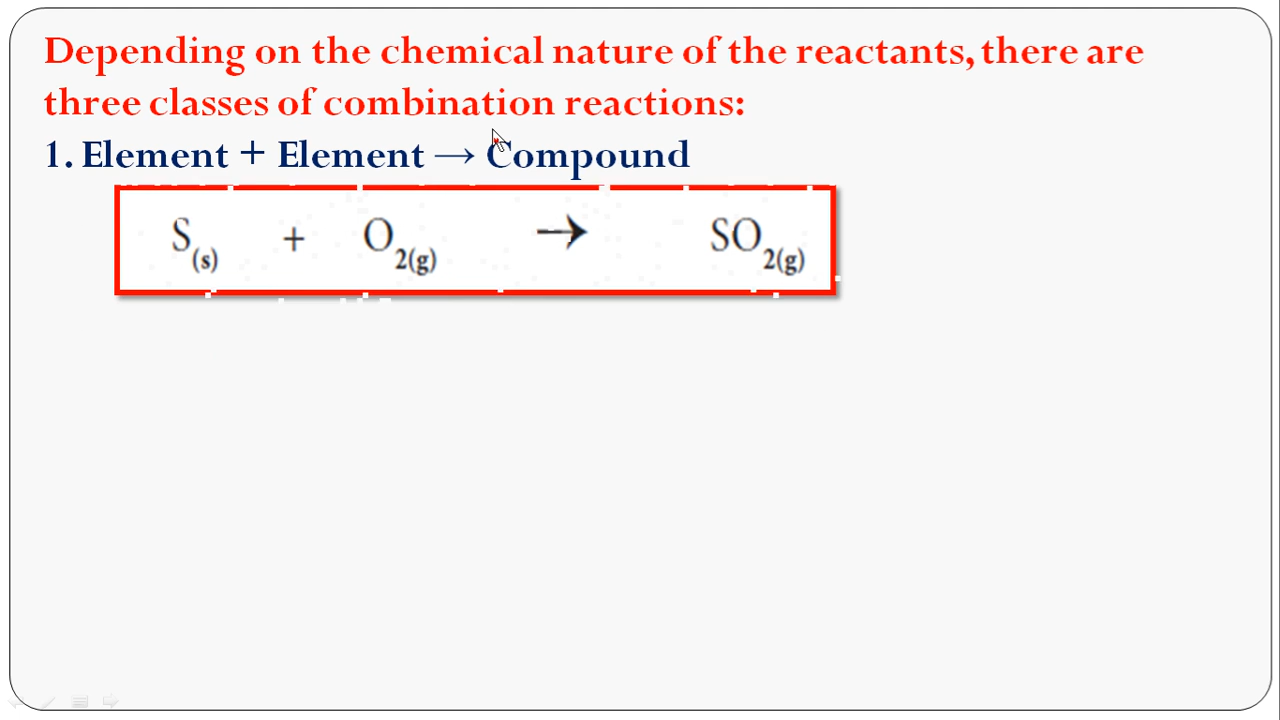 Depending on the chemical nature of the reactants, there are
three classes of combination reactions:
1. Element + Element → Compound
S(s) + O2(g) → SO2(g)